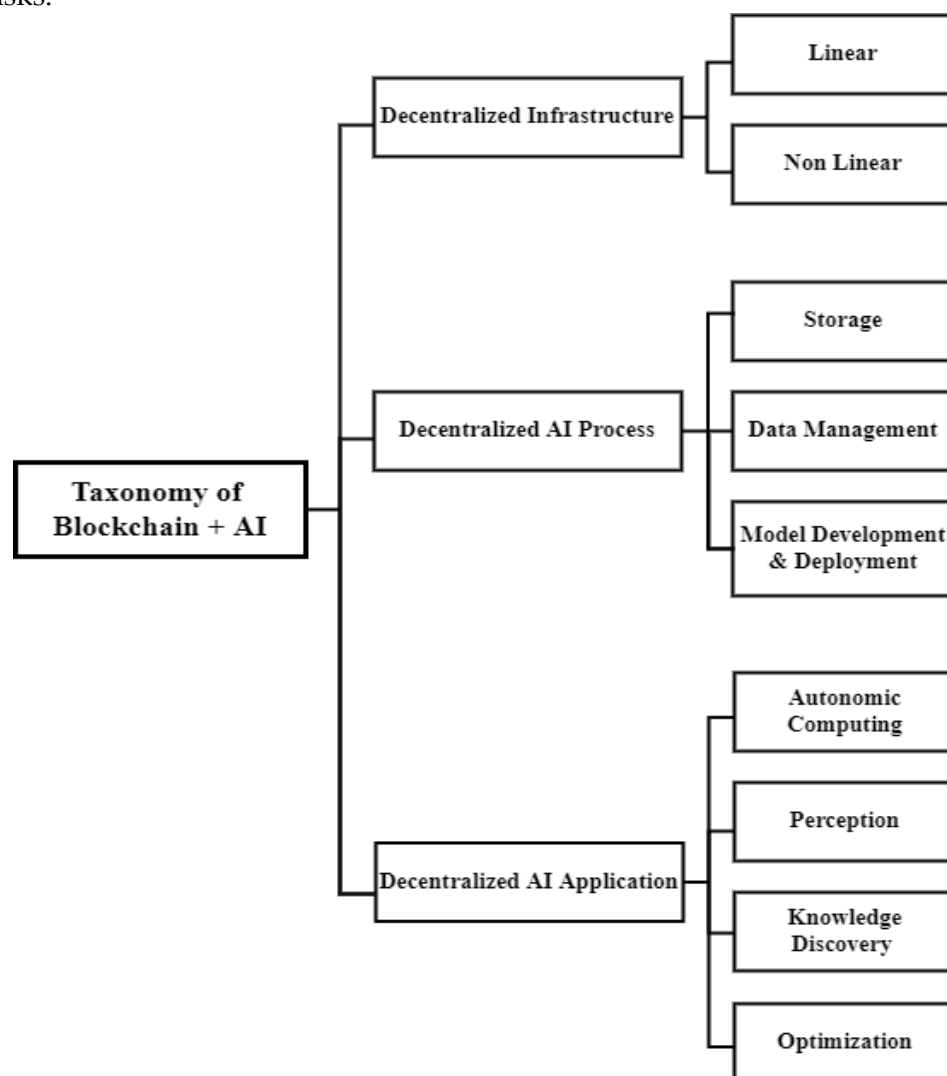 Linear
Decentralized Infrastructure
Non Linear
Storage
Decentralized AI Process
Data Management
Taxonomy of
Blockchain + AI
Model Development
& Deployment
Autonomic
Computing
Perception
Decentralized AI Application
Knowledge
Discovery
Optimization